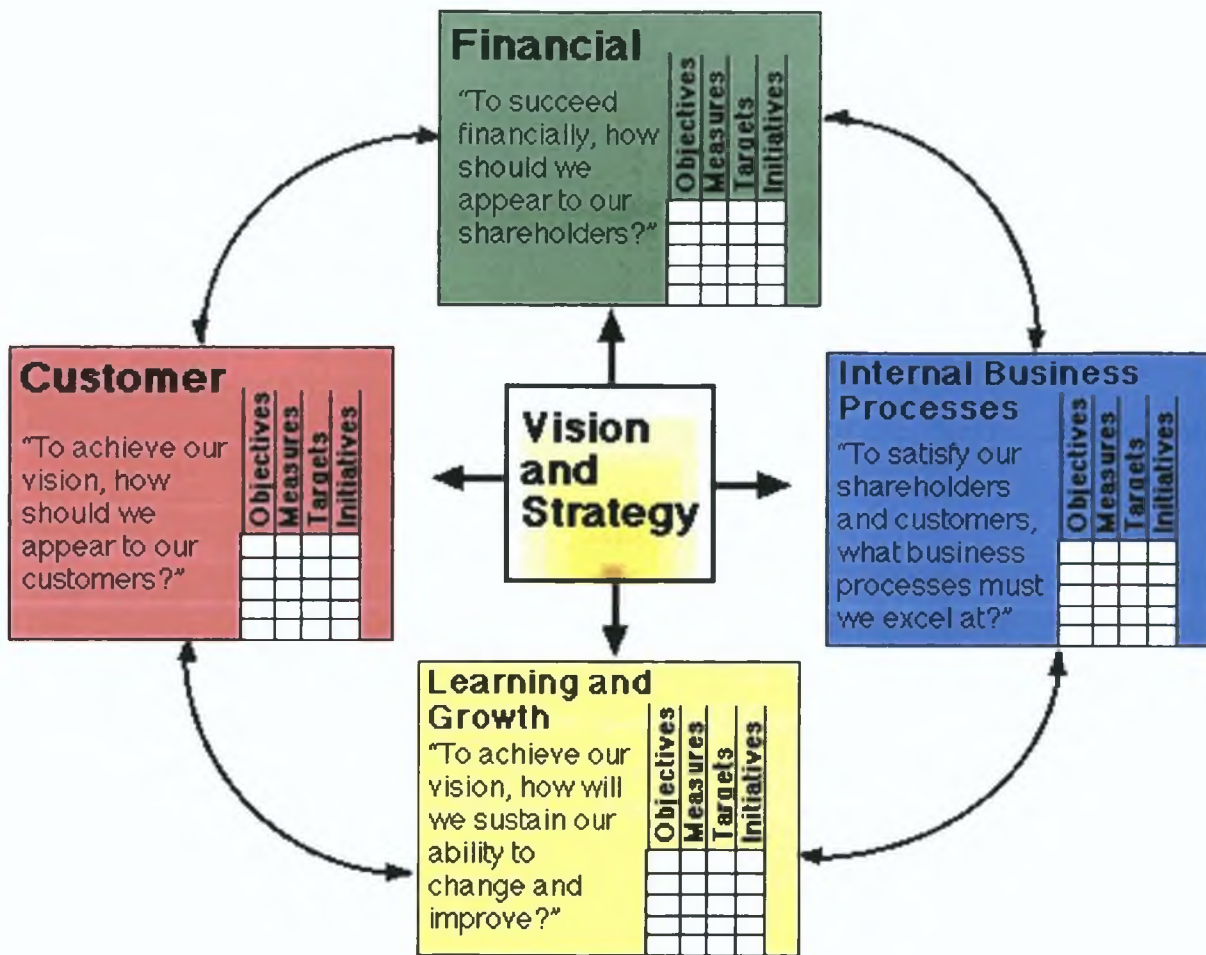 Financial
"To succeed
financially, how
should we
appear to our
shareholders?"
Objectives
Measures
Targets
Initiatives
Customer
"To achieve our
vision, how
should we
appear to our
customers?"
Objectives
Measures
Targets
Initiatives
Vision
and
Strategy
Internal Business
Processes
"To satisfy our
shareholders
and customers,
what business
processes must
we excel at?"
Objectives
Measures
Targets
Initiatives
Learning and
Growth
"To achieve our
vision, how will
we sustain our
ability to
change and
improve?"
Objectives
Measures
Targets
Initiatives